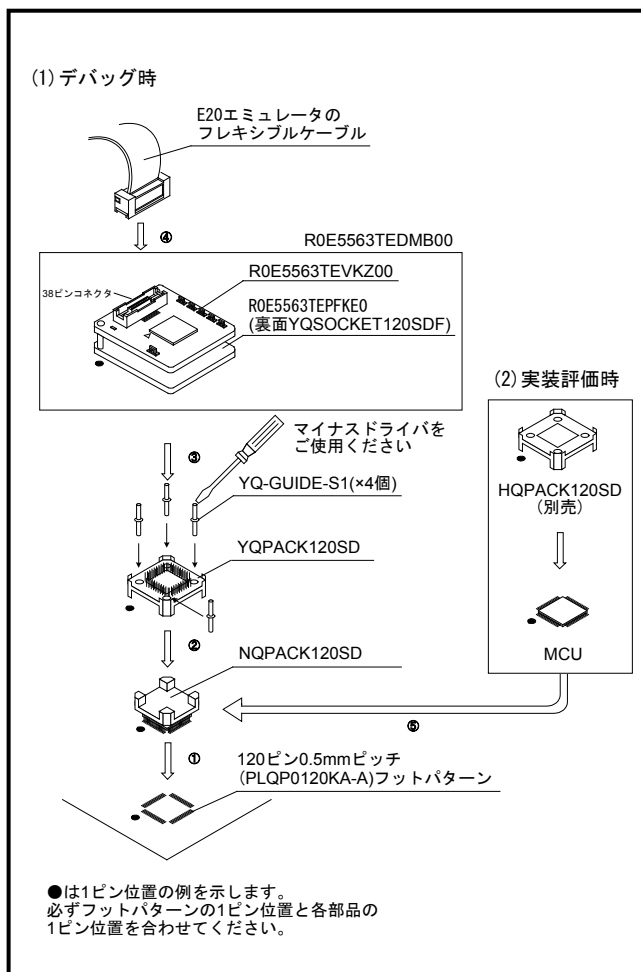 (1)デバッグ時
E20エミュレータの
フレキシブルケーブル
④
R0E5563TEDMB00
R0E5563TEVKZ00
38ピンコネクタ
R0E5563TEPFKE0
(裏面YQSOCKET120SDF)
③
マイナスドライバを
ご使用ください
YQ-GUIDE-S1(×4個)
YQPACK120SD
②
NQPACK120SD
①
120ピン0.5mmピッチ
(PLQP0120KA-A)フットパターン
(2)実装評価時
HQPACK120SD
(別売)
MCU
⑤
●は1ピン位置の例を示します。
必ずフットパターンの1ピン位置と各部品の
1ピン位置を合わせてください。